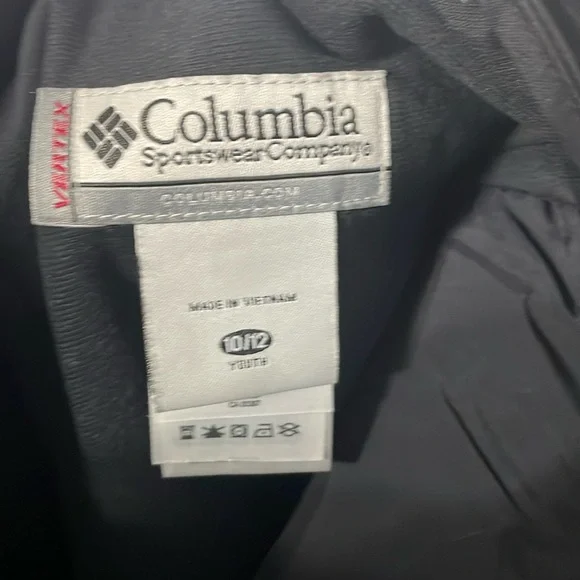 VERTEX
Columbia
Sportswear Company®
COLUMBIA.COM
MADE IN VIETNAM
10/12
YOUTH